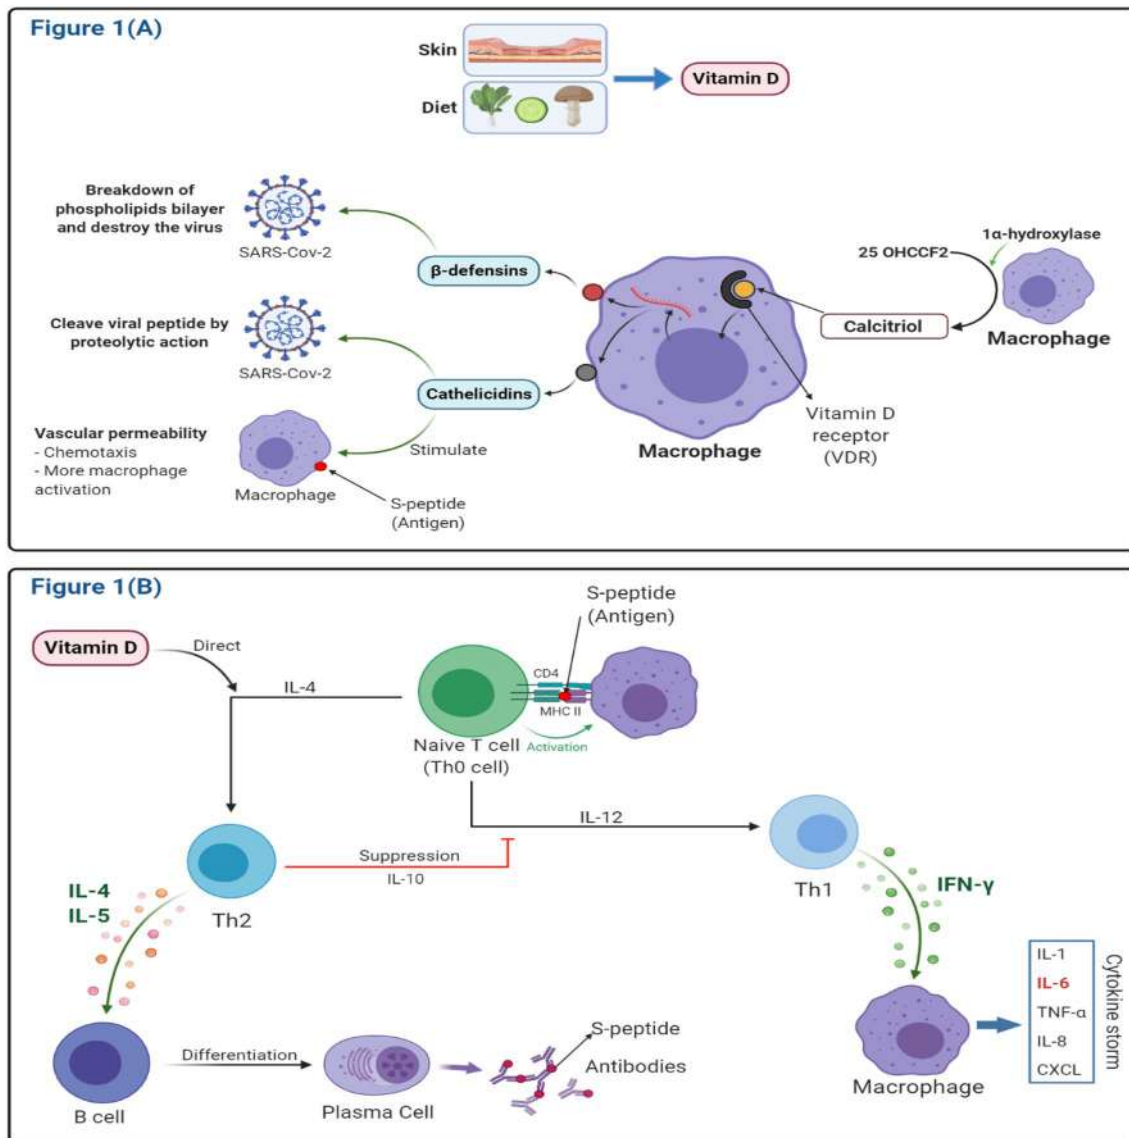 Figure 1(A)
Skin
Diet
Vitamin D
Breakdown of
phospholipids bilayer
and destroy the virus
SARS-Cov-2
β-defensins
Cleave viral peptide by
proteolytic action
SARS-Cov-2
Cathelicidins
Vascular permeability
- Chemotaxis
- More macrophage
activation
Macrophage
Stimulate
S-peptide
(Antigen)
Macrophage
Vitamin D
receptor
(VDR)
25 OHCCF2
1α-hydroxylase
Calcitriol
Macrophage
Figure 1(B)
Vitamin D
Direct
IL-4
S-peptide
(Antigen)
CD4
MHC II
Naive T cell
(Th0 cell)
Activation
IL-12
Suppression
IL-10
Th2
Th1
IL-4
IL-5
IFN-γ
B cell
Differentiation
Plasma Cell
S-peptide
Antibodies
Macrophage
IL-1
IL-6
TNF-α
IL-8
CXCL
Cytokine storm